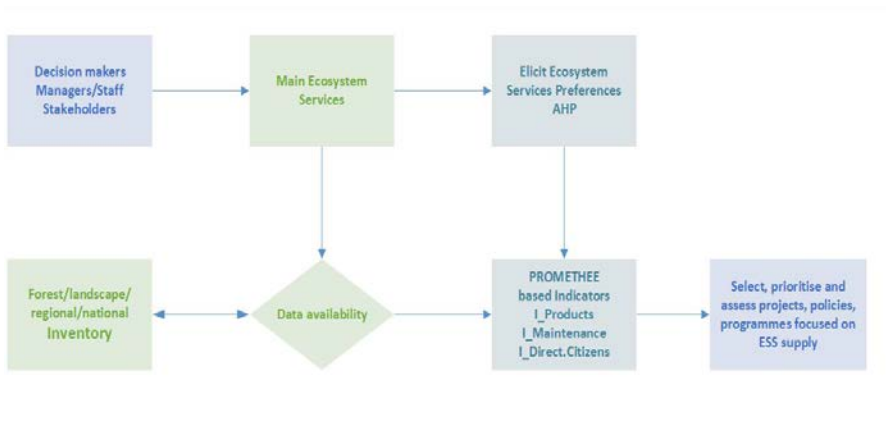 Decision makers
Managers/Staff
Stakeholders
Main Ecosystem
Services
Elicit Ecosystem
Services Preferences
AHP
Forest/landscape/
regional/national
Inventory
Data availability
PROMETHEE
based Indicators
I_Products
I_Maintenance
I_Direct.Citizens
Select, prioritise and
assess projects, policies,
programmes focused on
ESS supply